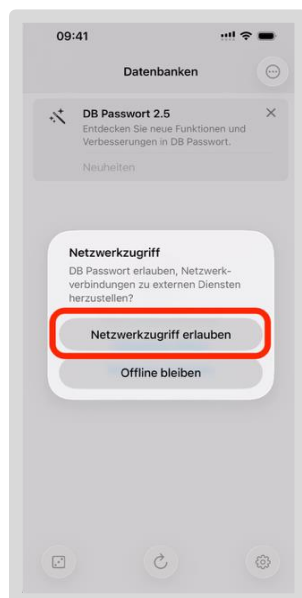 09:41
Datenbanken
DB Passwort 2.5
Entdecken Sie neue Funktionen und
Verbesserungen in DB Passwort.
Neuheiten
Netzwerkzugriff
DB Passwort erlauben, Netzwerk-
verbindungen zu externen Diensten
herzustellen?
Netzwerkzugriff erlauben
Offline bleiben